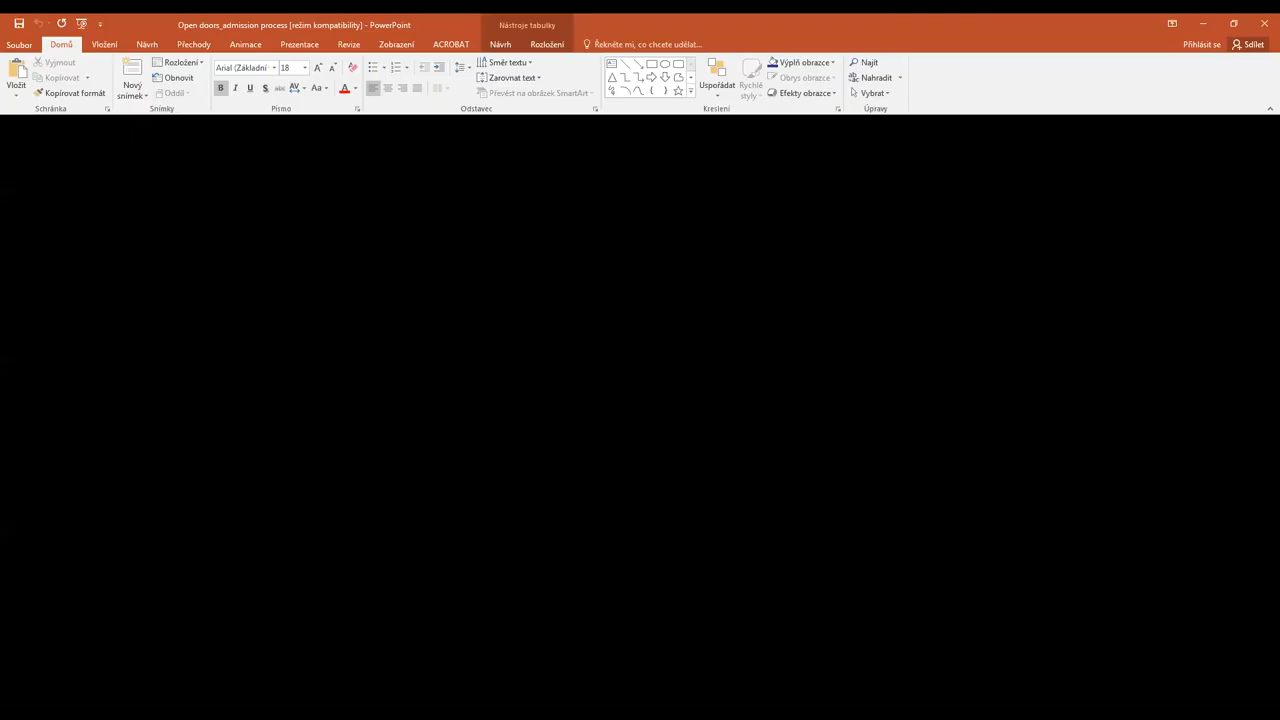 Open doors_admission process [režim kompatibility] - PowerPoint
Nástroje tabulky
Soubor Domů Vložení Návrh Přechody Animace Prezentace Revize Zobrazení ACROBAT Návrh Rozložení Řekněte mi, co chcete udělat... Přihlásit se Sdílet
Vložit
Vyjmout
Kopírovat
Kopírovat formát
Schránka
Nový snímek
Rozložení
Obnovit
Oddíl
Snímky
Arial (Základní 18
B I U S abc AV Aa A
Písmo
Směr textu
Zarovnat text
Převést na obrázek SmartArt
Odstavec
Uspořádat
Rychlé styly
Výplň obrazce
Obrys obrazce
Efekty obrazce
Kreslení
Najít
Nahradit
Vybrat
Úpravy